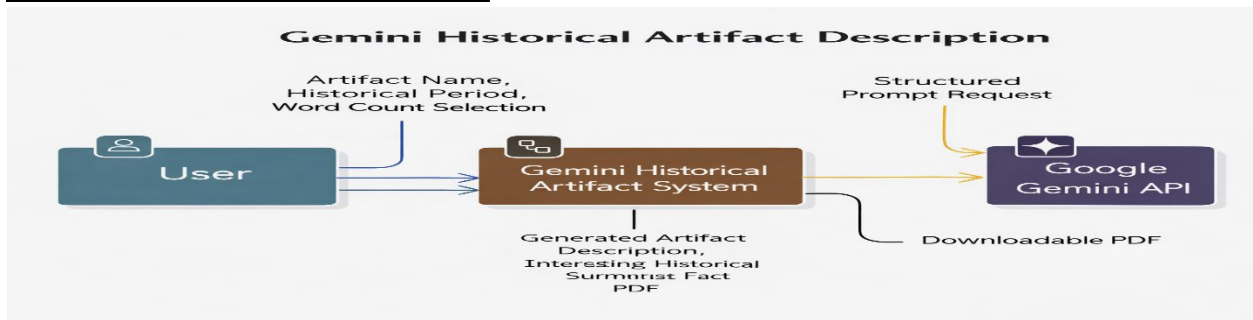 Gemini Historical Artifact Description
Artifact Name,
Historical Period,
Word Count Selection
Structured
Prompt Request
User
Gemini Historical
Artifact System
Google
Gemini API
Generated Artifact
Description,
Interesting Historical
Fact
PDF
Downloadable PDF